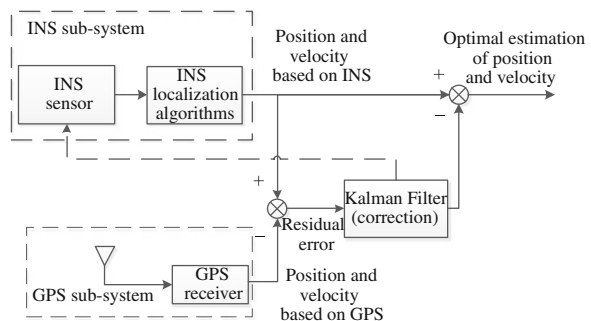 INS sub-system
INS
sensor
INS
localization
algorithms
Position and
velocity
based on INS
Optimal estimation
of position
and velocity
+
−
+
−
Residual
error
Kalman Filter
(correction)
GPS sub-system
GPS
receiver
Position and
velocity
based on GPS